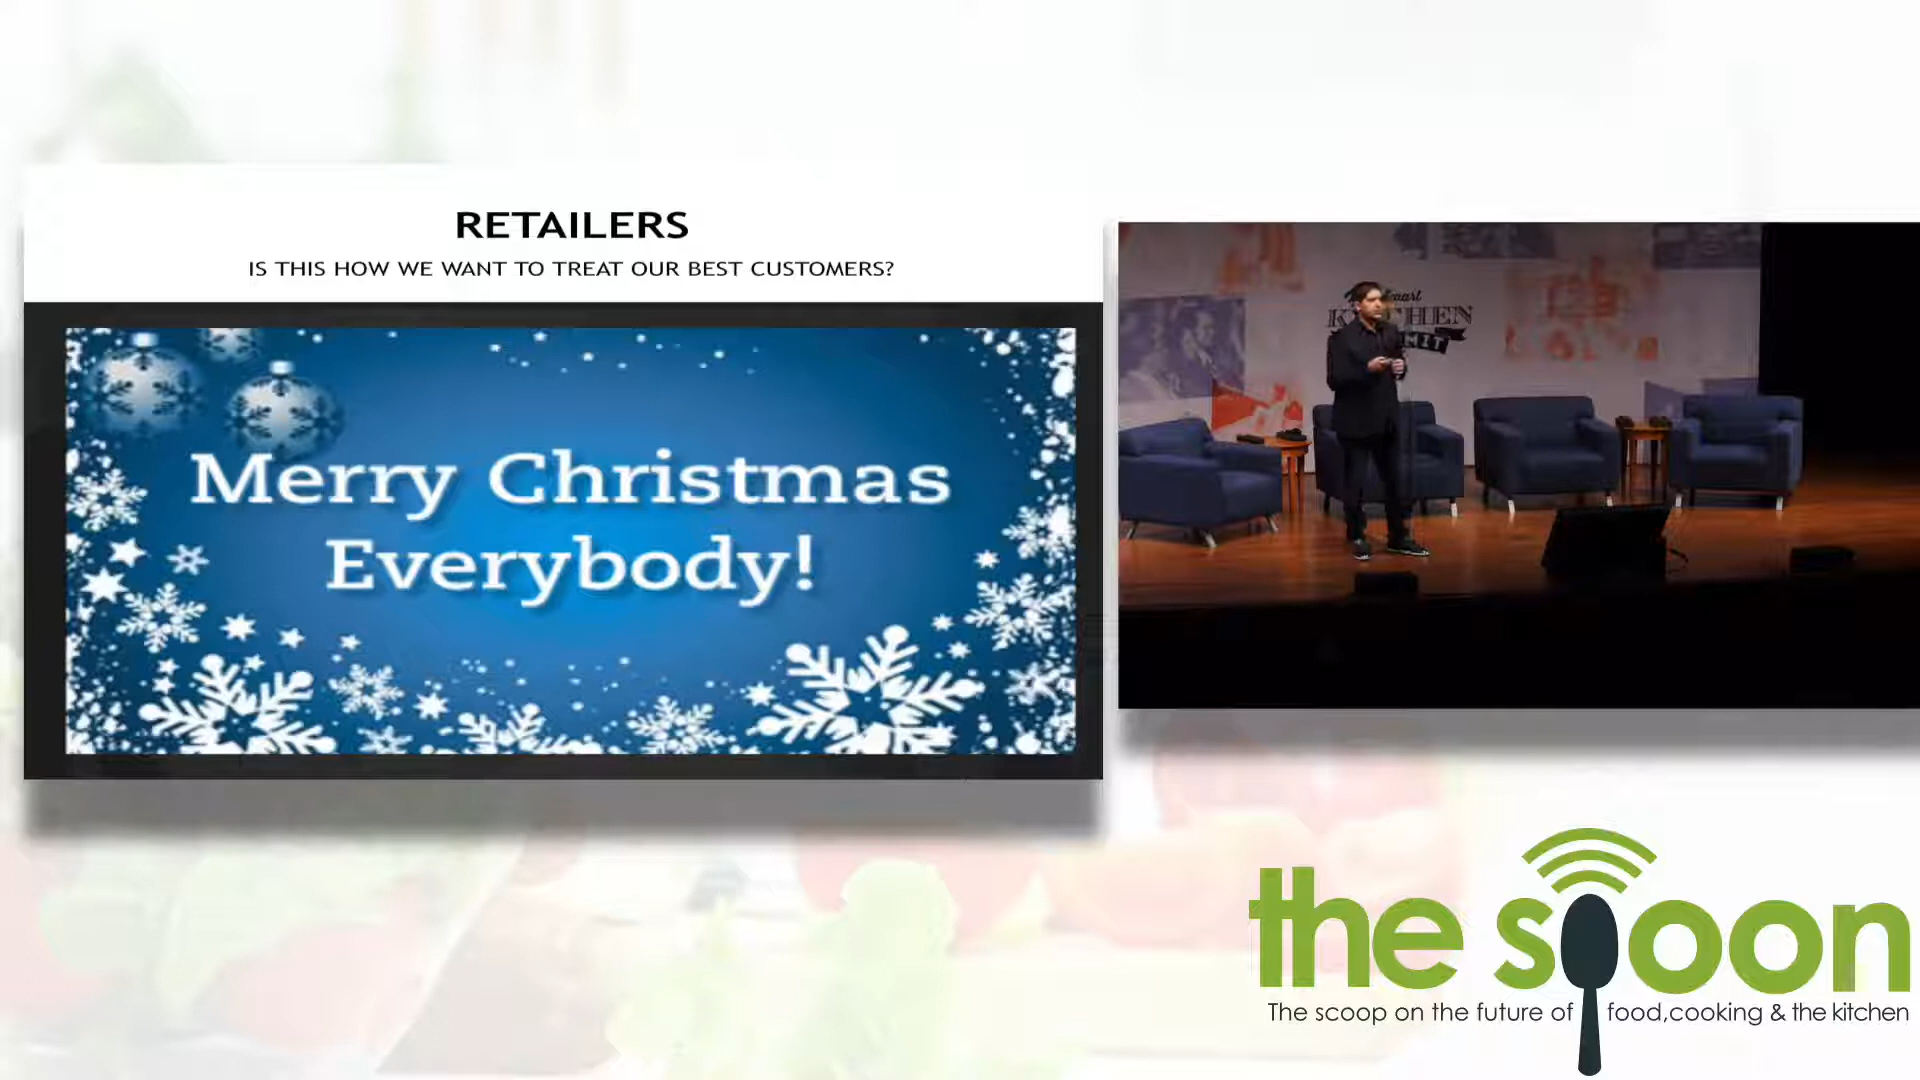 RETAILERS
IS THIS HOW WE WANT TO TREAT OUR BEST CUSTOMERS?
Merry Christmas
Everybody!
the spoon
The scoop on the future of food,cooking & the kitchen